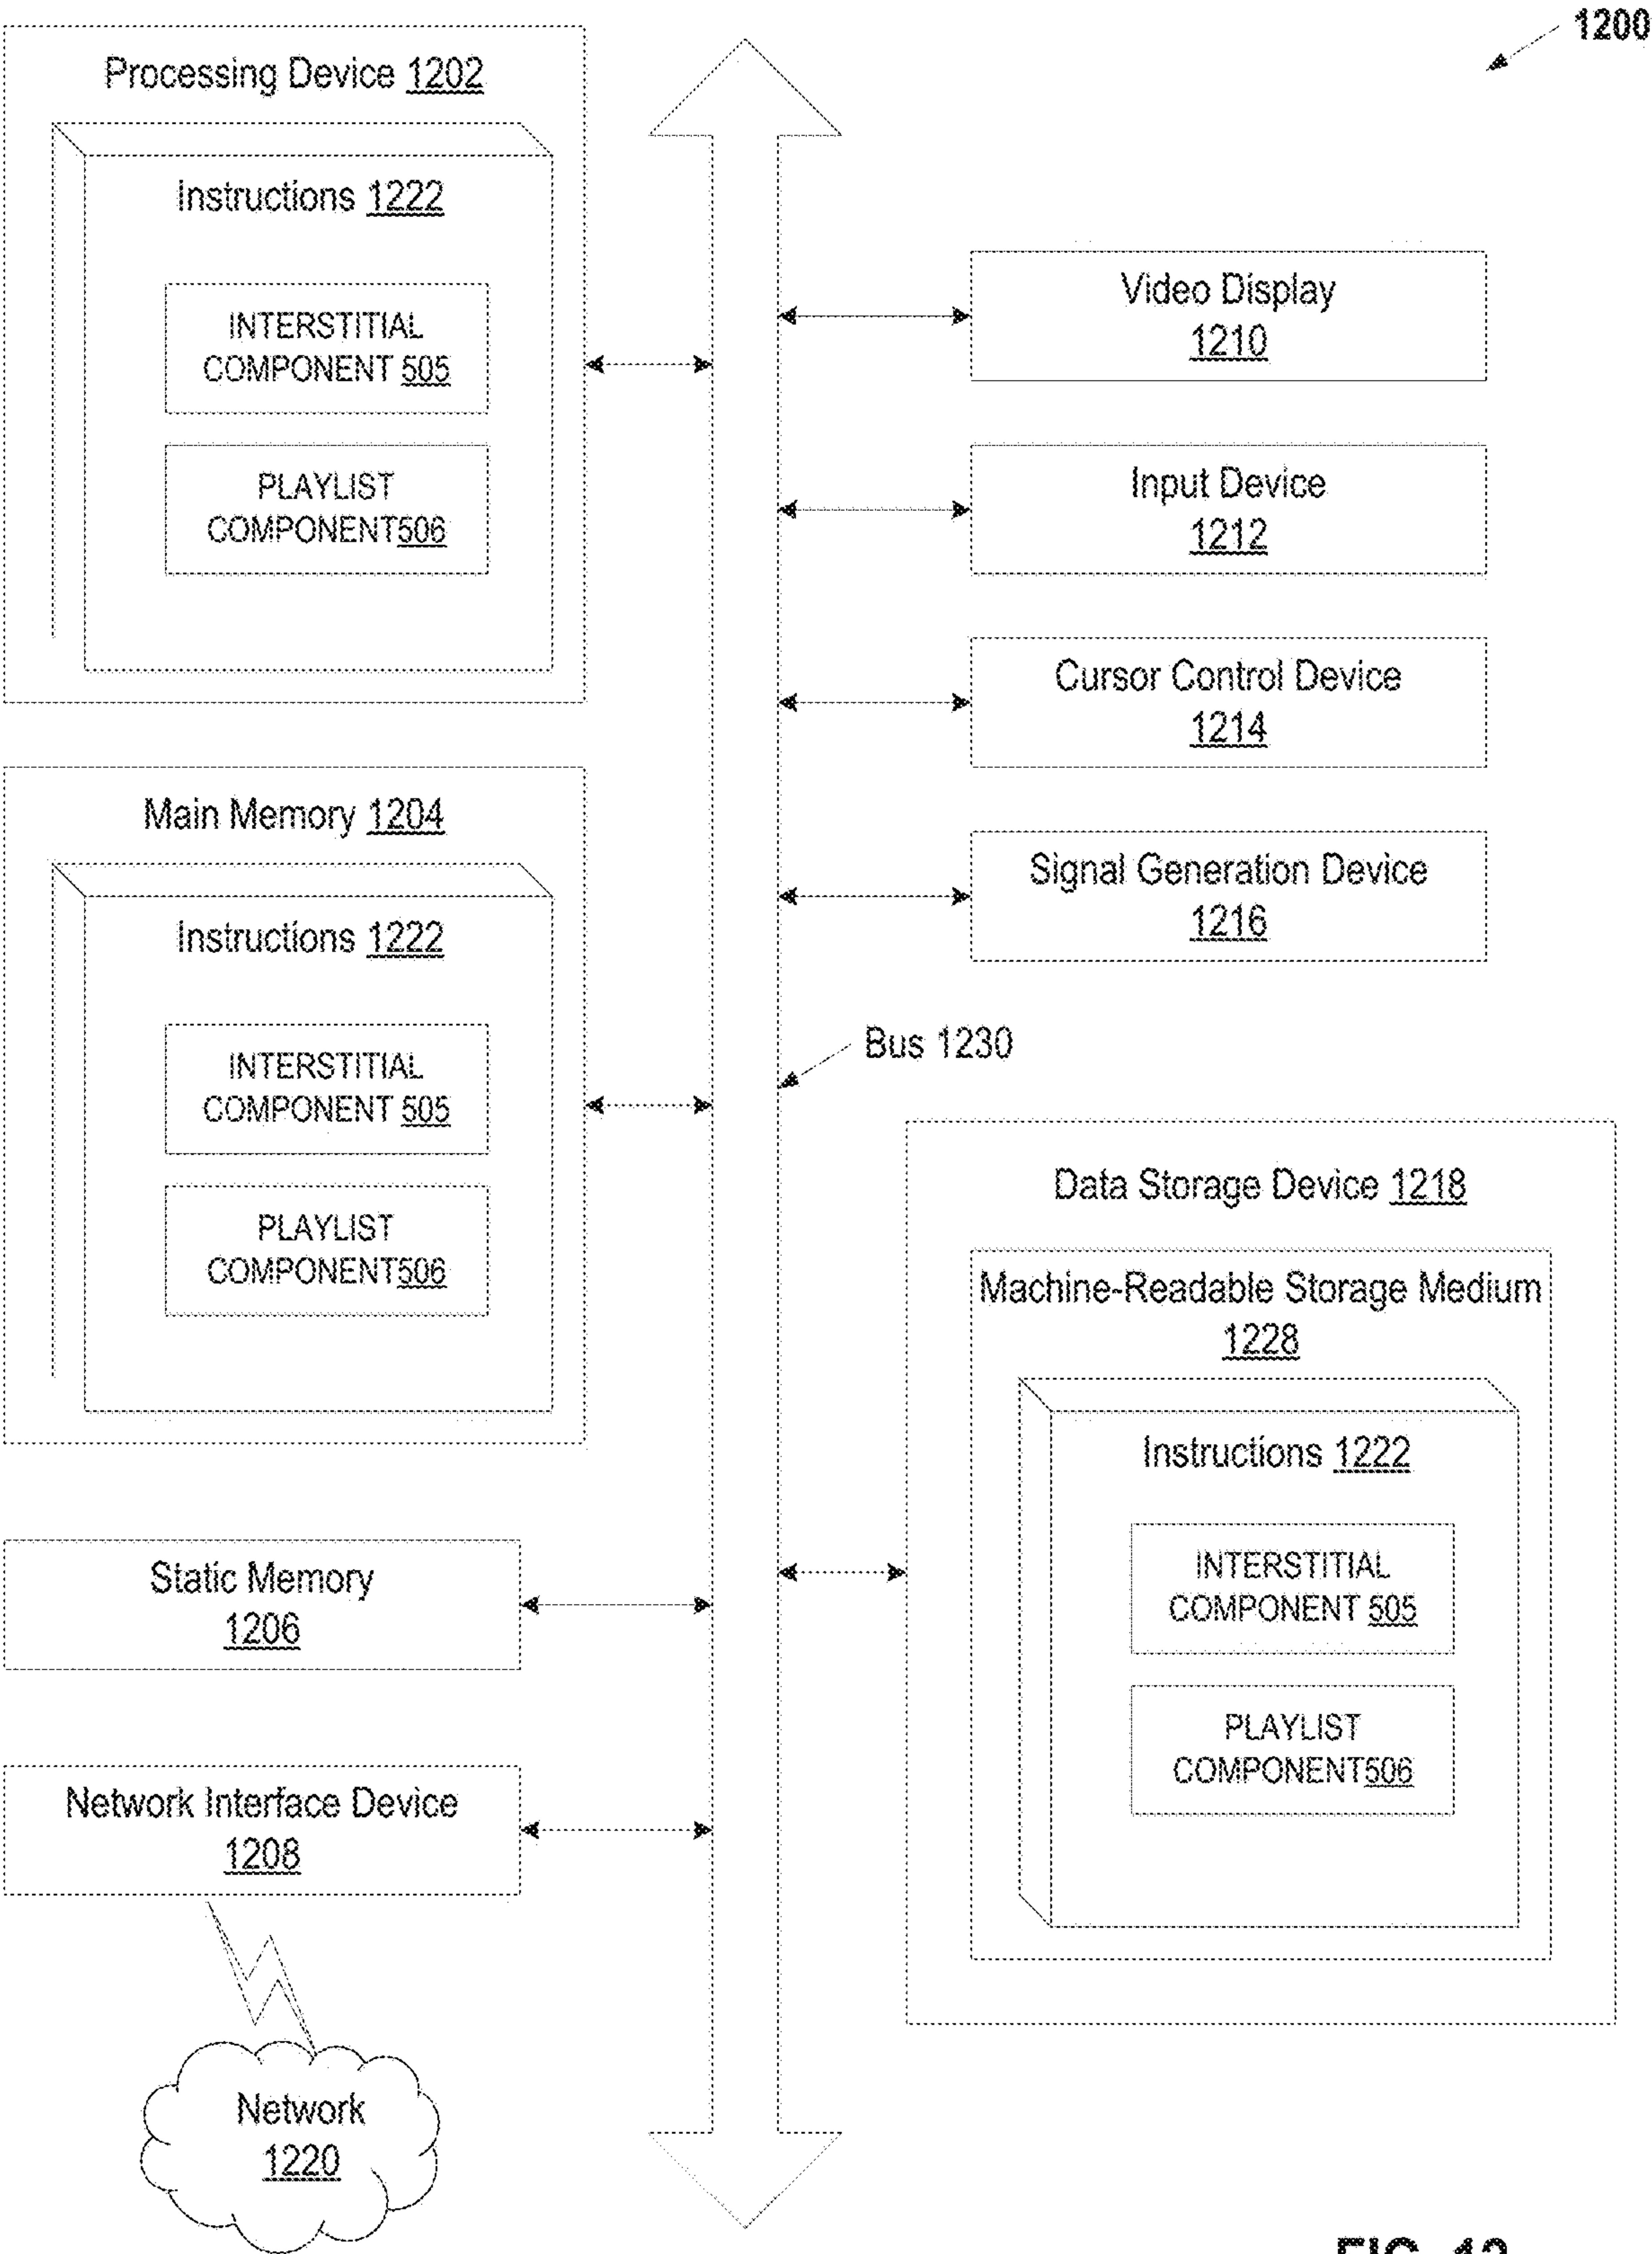 1200
Processing Device 1202
Instructions 1222
INTERSTITIAL
COMPONENT 505
PLAYLIST
COMPONENT506
Main Memory 1204
Instructions 1222
INTERSTITIAL
COMPONENT 505
PLAYLIST
COMPONENT506
Static Memory
1206
Network Interface Device
1208
Network
1220
Video Display
1210
Input Device
1212
Cursor Control Device
1214
Signal Generation Device
1216
Bus 1230
Data Storage Device 1218
Machine-Readable Storage Medium
1228
Instructions 1222
INTERSTITIAL
COMPONENT 505
PLAYLIST
COMPONENT506
FIG. 12